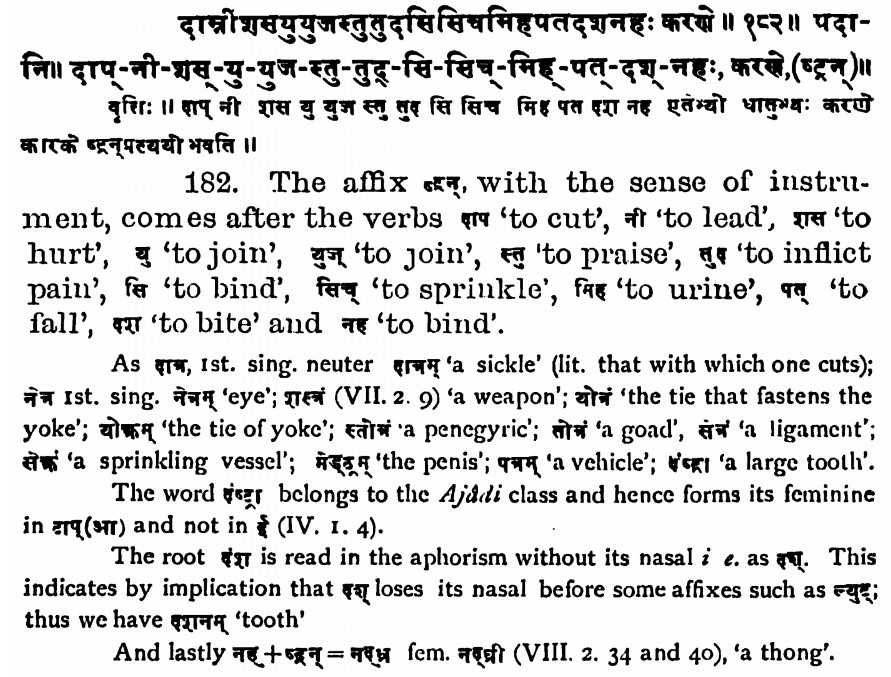 दाम्नीशसयुयुजस्तुतुदसिसिचमिहपतदशनहः करणे ॥ १८२ ॥ पदा-
नि ॥ दाप्-नी-शस्-यु-युज-स्तु-तुद्-सि-सिच्-मिह्-पत्-दश्-नहः, करणे, (ष्ट्रन्) ॥
वृत्तिः ॥ दाप् नी शस यु युज स्तु तुद सि सिच मिह पत दश नह एतेभ्यो धातुभ्यः करणे
कारके ष्ट्रन्प्रत्ययो भवति ॥
182. The affix ष्ट्रन्, with the sense of instru-
ment, comes after the verbs दाप 'to cut', नी 'to lead', शस 'to
hurt', यु 'to join', युज् 'to join', स्तु 'to praise', तुद 'to inflict
pain', सि 'to bind', सिच् 'to sprinkle', मिह 'to urine', पत् 'to
fall', दश 'to bite' and नह 'to bind'.
As दात्र, 1st. sing. neuter दात्रम् 'a sickle' (lit. that with which one cuts);
नेत्र 1st. sing. नेत्रम् 'eye'; शस्त्रं (VII. 2. 9) 'a weapon'; योत्रं 'the tie that fastens the
yoke'; योक्त्रम् 'the tie of yoke'; स्तोत्रं 'a penegyric'; तोत्रं 'a goad', सेत्रं 'a ligament';
सेक्त्रं 'a sprinkling vessel'; मेड्ढ्रम् 'the penis'; पत्रम् 'a vehicle'; दंष्ट्रा 'a large tooth'.
The word दंष्ट्रा belongs to the Ajâdi class and hence forms its feminine
in टाप् (आ) and not in ई (IV. 1. 4).
The root दंश is read in the aphorism without its nasal i e. as दश्. This
indicates by implication that दश् loses its nasal before some affixes such as ल्युट्;
thus we have दशनम् 'tooth'
And lastly नह्+ष्ट्रन् = नद्ध्र fem. नद्ध्री (VIII. 2. 34 and 40), 'a thong'.